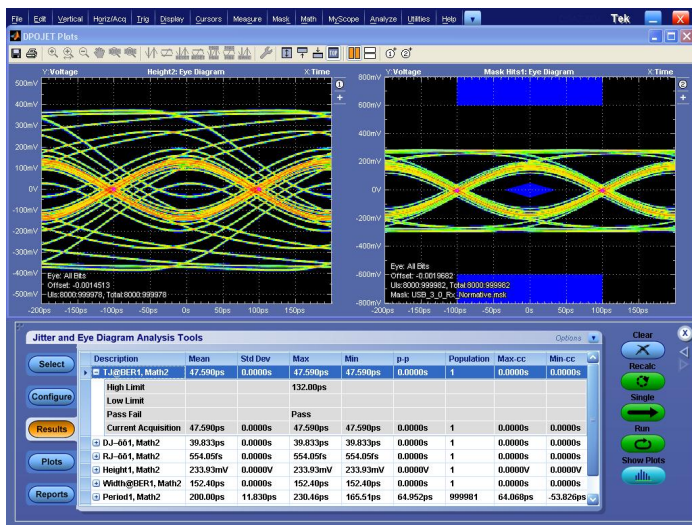 File Edit Vertical Horiz/Acq Trig Display Cursors Measure Mask Math MyScope Analyze Utilities Help Tek
DPOJET Plots
Y:Voltage Height2: Eye Diagram X:Time
500mV
400mV
300mV
200mV
100mV
0V
-100mV
-200mV
-300mV
-400mV
-500mV
Eye: All Bits
Offset: -0.0014513
UIs:8000:999978, Total:8000:999978
-200ps -150ps -100ps -50ps 0s 50ps 100ps 150ps 200ps
Y:Voltage Mask Hits1: Eye Diagram X:Time
800mV
600mV
400mV
200mV
0V
-200mV
-400mV
-600mV
-800mV
Eye: All Bits
Offset: -0.0019682
UIs:8000:999982, Total:8000:999982
Mask: USB_3_0_Rx_Normative.msk
-200ps -150ps -100ps -50ps 0s 50ps 100ps 150ps 200ps
1
2
Jitter and Eye Diagram Analysis Tools Options
Select
Configure
Results
Plots
Reports
Description Mean Std Dev Max Min p-p Population Max-cc Min-cc
TJ@BER1, Math2 47.590ps 0.0000s 47.590ps 47.590ps 0.0000s 1 0.0000s 0.0000s
High Limit 132.00ps
Low Limit
Pass Fail Pass
Current Acquisition 47.590ps 0.0000s 47.590ps 47.590ps 0.0000s 1 0.0000s 0.0000s
DJ-δδ1, Math2 39.833ps 0.0000s 39.833ps 39.833ps 0.0000s 1 0.0000s 0.0000s
RJ-δδ1, Math2 554.05fs 0.0000s 554.05fs 554.05fs 0.0000s 1 0.0000s 0.0000s
Height1, Math2 233.93mV 0.0000V 233.93mV 233.93mV 0.0000V 1 0.0000V 0.0000V
Width@BER1, Math2 152.40ps 0.0000s 152.40ps 152.40ps 0.0000s 1 0.0000s 0.0000s
Period1, Math2 200.00ps 11.830ps 230.46ps 165.51ps 64.952ps 999981 64.068ps -53.826ps
Clear
Recalc
Single
Run
Show Plots